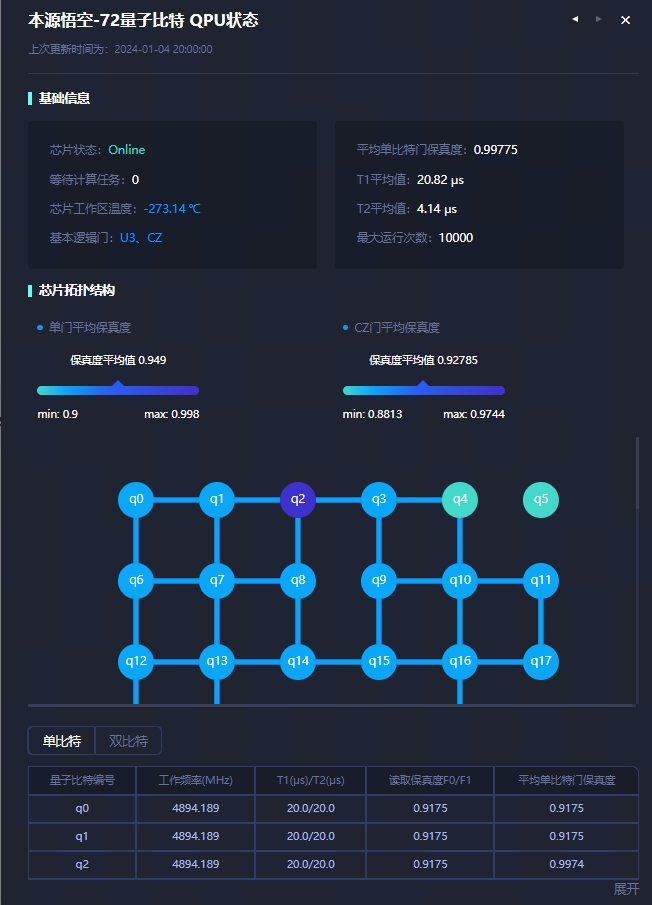 本源悟空-72量子比特 QPU状态
上次更新时间为：2024-01-04 20:00:00
基础信息
芯片状态：Online
等待计算任务：0
芯片工作区温度：-273.14 ℃
基本逻辑门：U3、CZ
平均单比特门保真度：0.99775
T1平均值：20.82 μs
T2平均值：4.14 μs
最大运行次数：10000
芯片拓扑结构
单门平均保真度
保真度平均值 0.949
min: 0.9 max: 0.998
CZ门平均保真度
保真度平均值 0.92785
min: 0.8813 max: 0.9744
q0 q1 q2 q3 q4 q5
q6 q7 q8 q9 q10 q11
q12 q13 q14 q15 q16 q17
单比特 双比特
量子比特编号 工作频率(MHz) T1(μs)/T2(μs) 读取保真度F0/F1 平均单比特门保真度
q0 4894.189 20.0/20.0 0.9175 0.9175
q1 4894.189 20.0/20.0 0.9175 0.9175
q2 4894.189 20.0/20.0 0.9175 0.9974
展开